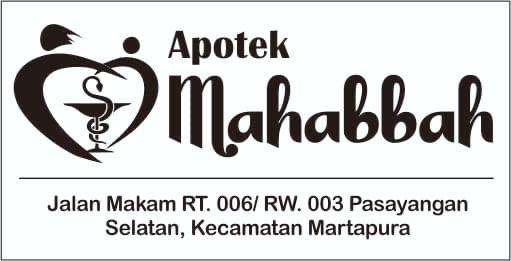 Apotek
Mahabbah
Jalan Makam RT. 006/ RW. 003 Pasayangan
Selatan, Kecamatan Martapura